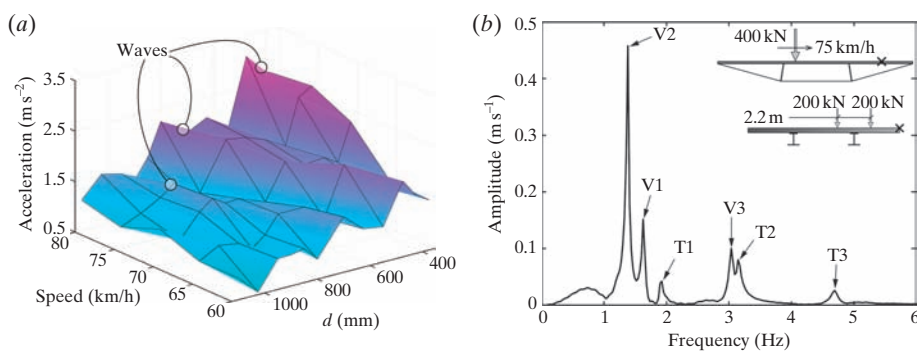 (a)
Waves
3.5
2.5
1.5
0.5
Acceleration (m s⁻²)
80
75
70
65
60
Speed (km/h)
1000
800
600
400
d (mm)
(b)
0.5
0.4
0.3
0.2
0.1
0
Amplitude (m s⁻¹)
V2
V1
T1
V3
T2
T3
400 kN
75 km/h
200 kN 200 kN
2.2 m
0 1 2 3 4 5 6
Frequency (Hz)